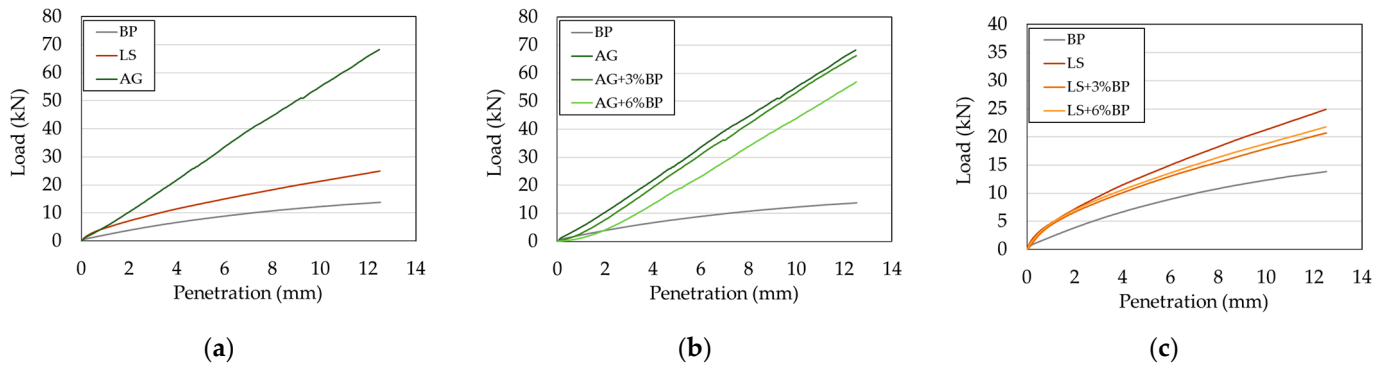 80
70
60
50
40
30
20
10
0
Load (kN)
BP
LS
AG
0 2 4 6 8 10 12 14
Penetration (mm)
(a)
80
70
60
50
40
30
20
10
0
Load (kN)
BP
AG
AG+3%BP
AG+6%BP
0 2 4 6 8 10 12 14
Penetration (mm)
(b)
40
35
30
25
20
15
10
5
0
Load (kN)
BP
LS
LS+3%BP
LS+6%BP
0 2 4 6 8 10 12 14
Penetration (mm)
(c)